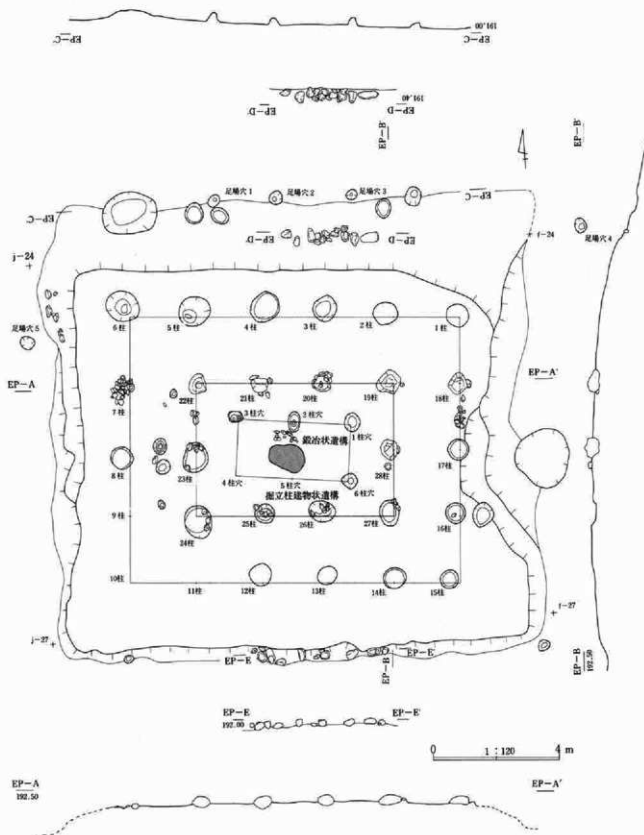 191.00
EP-C'
EP-C
191.40
EP-D'
EP-D
EP-B'
EP-B'
足場穴1
足場穴2
足場穴3
EP-C'
EP-C
EP-D'
EP-D
j-24
f-24
足場穴4
足場穴5
6柱
5柱
4柱
3柱
2柱
1柱
EP-A
EP-A'
7柱
22柱
21柱
20柱
19柱
18柱
3柱穴
2柱穴
1柱穴
鍛冶状遺構
8柱
23柱
4柱穴
5柱穴
6柱穴
28柱
17柱
掘立柱建物状遺構
9柱
24柱
25柱
26柱
27柱
16柱
10柱
11柱
12柱
13柱
14柱
15柱
j-27
f-27
EP-E
EP-B
EP-E'
EP-B
192.50
EP-E
192.00
EP-E'
0
1:120
4 m
EP-A
192.50
EP-A'